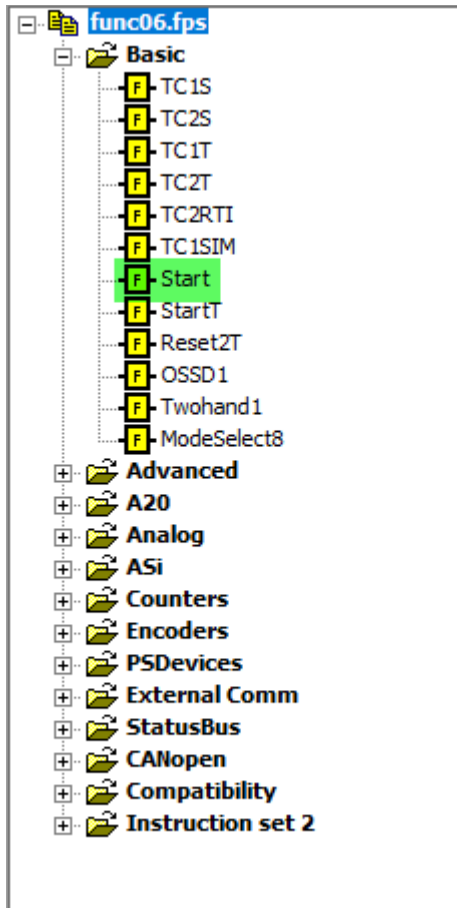 func06.fps
Basic
F TC1S
F TC2S
F TC1T
F TC2T
F TC2RTI
F TC1SIM
F Start
F StartT
F Reset2T
F OSSD1
F Twohand1
F ModeSelect8
Advanced
A20
Analog
ASi
Counters
Encoders
PSDevices
External Comm
StatusBus
CANopen
Compatibility
Instruction set 2